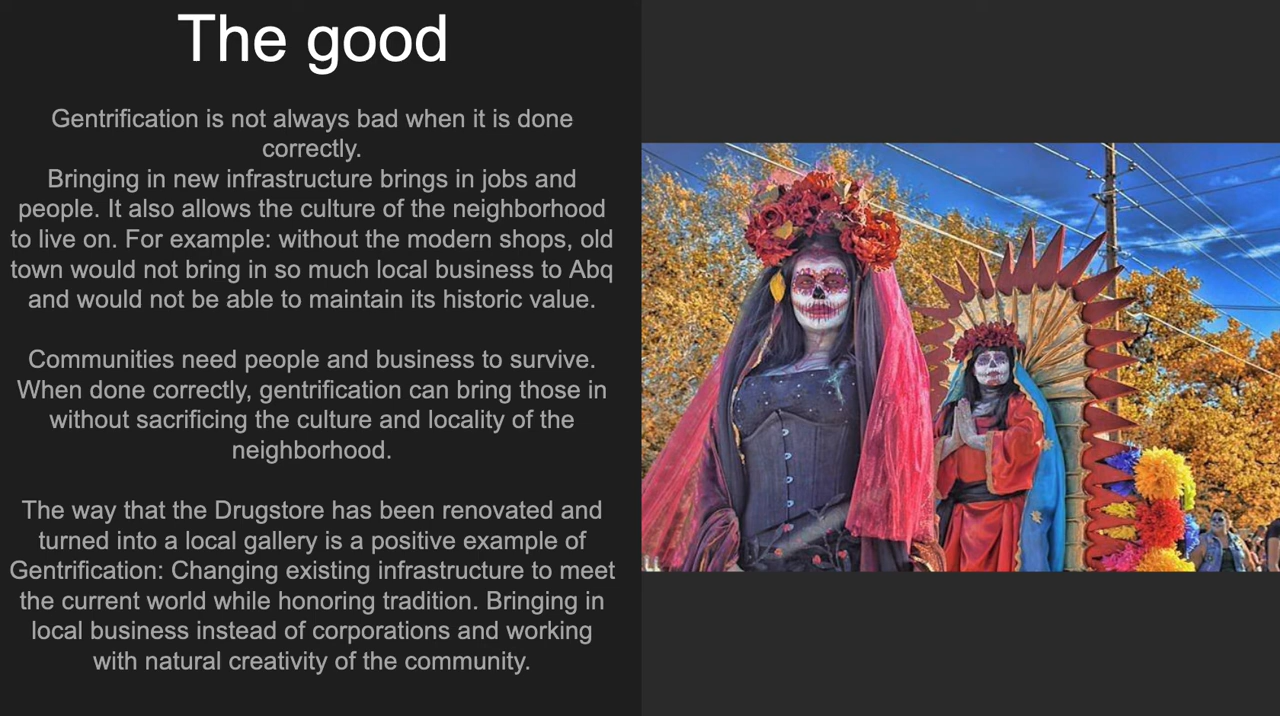 The good
Gentrification is not always bad when it is done
correctly.
Bringing in new infrastructure brings in jobs and
people. It also allows the culture of the neighborhood
to live on. For example: without the modern shops, old
town would not bring in so much local business to Abq
and would not be able to maintain its historic value.
Communities need people and business to survive.
When done correctly, gentrification can bring those in
without sacrificing the culture and locality of the
neighborhood.
The way that the Drugstore has been renovated and
turned into a local gallery is a positive example of
Gentrification: Changing existing infrastructure to meet
the current world while honoring tradition. Bringing in
local business instead of corporations and working
with natural creativity of the community.